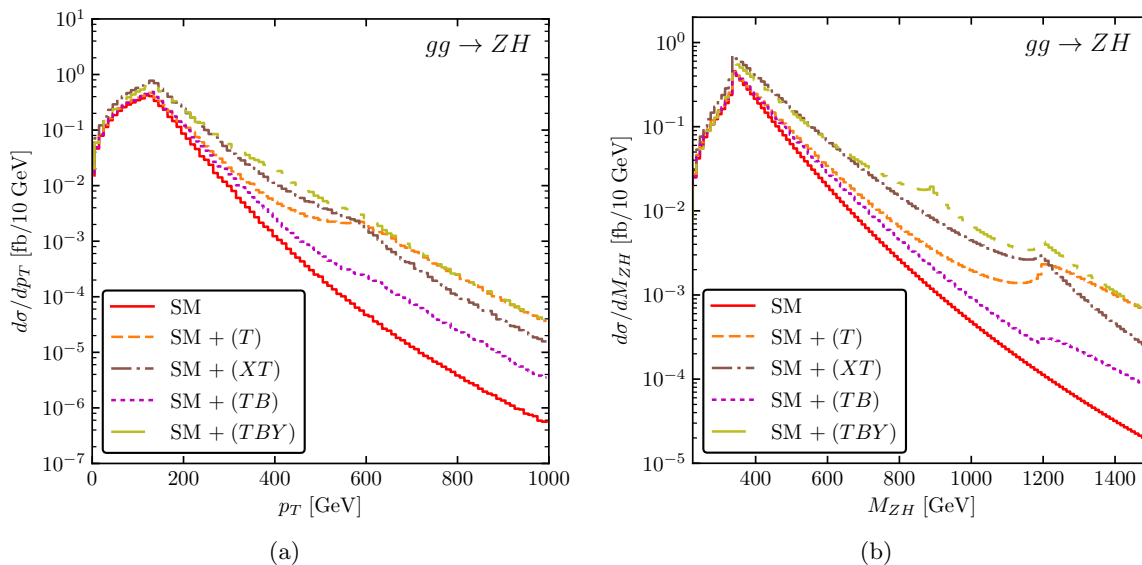 gg → ZH
dσ/dp_T [fb/10 GeV]
10^1
10^0
10^−1
10^−2
10^−3
10^−4
10^−5
10^−6
10^−7
SM
SM + (T)
SM + (XT)
SM + (TB)
SM + (TBY)
0 200 400 600 800 1000
p_T [GeV]
(a)
gg → ZH
dσ/dM_ZH [fb/10 GeV]
10^0
10^−1
10^−2
10^−3
10^−4
10^−5
SM
SM + (T)
SM + (XT)
SM + (TB)
SM + (TBY)
400 600 800 1000 1200 1400
M_ZH [GeV]
(b)